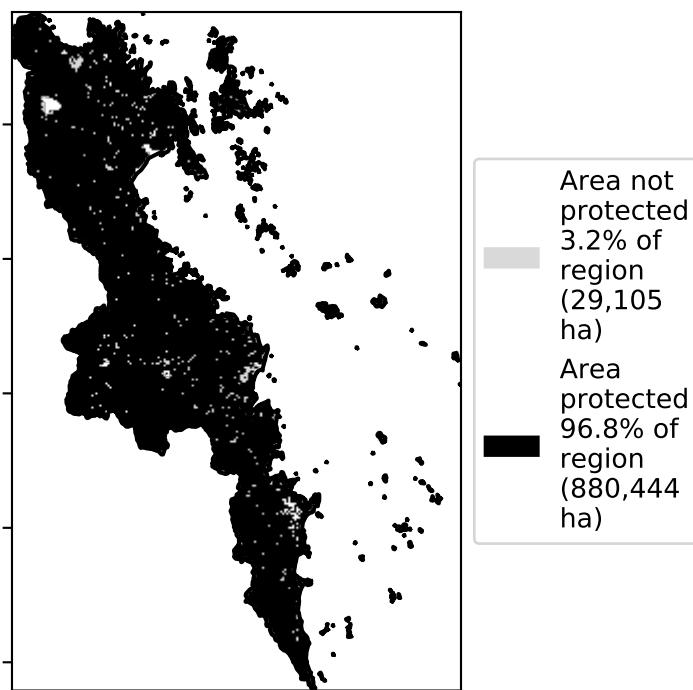 Area not
protected
3.2% of
region
(29,105
ha)
Area
protected
96.8% of
region
(880,444
ha)